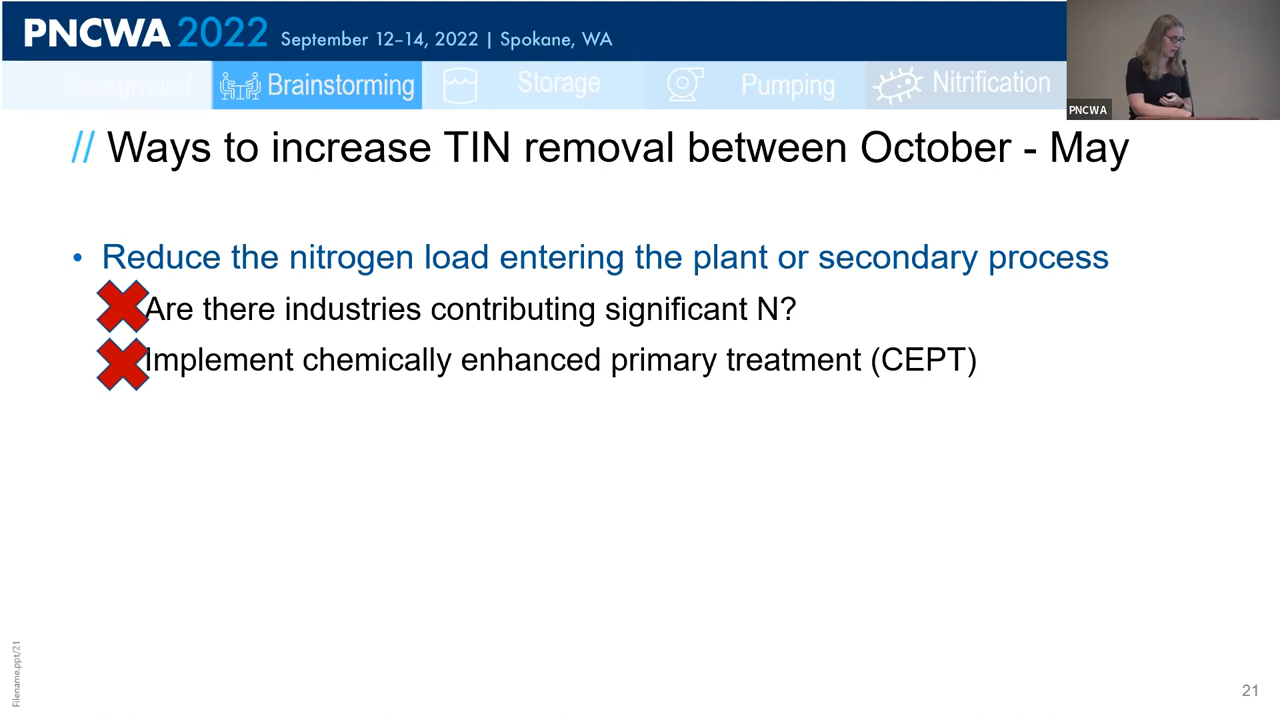 PNCWA 2022 September 12–14, 2022 | Spokane, WA
Background Brainstorming Storage Pumping Nitrification
PNCWA
// Ways to increase TIN removal between October - May
• Reduce the nitrogen load entering the plant or secondary process
Are there industries contributing significant N?
Implement chemically enhanced primary treatment (CEPT)
Filename.ppt/21
21